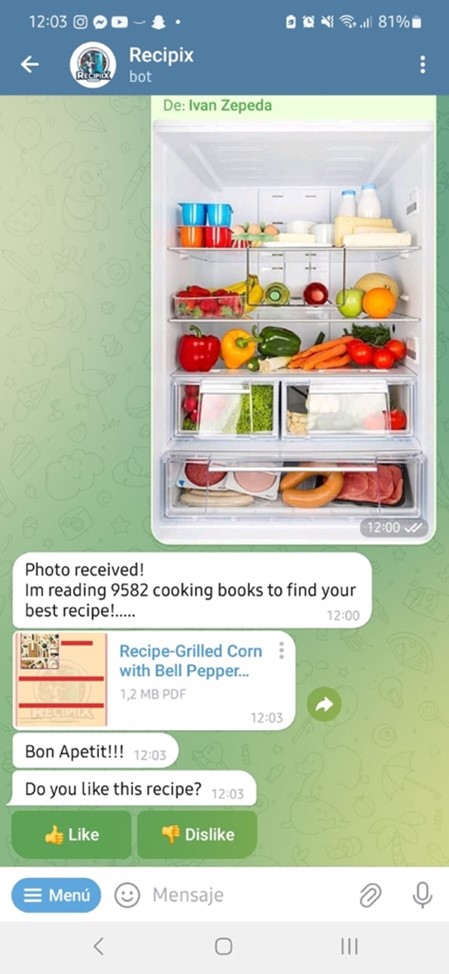 12:03
81%
Recipix
bot
RECIPIX
De: Ivan Zepeda
12:00
Photo received!
Im reading 9582 cooking books to find your
best recipe!.....
12:00
Recipe-Grilled Corn
with Bell Pepper...
1,2 MB PDF
12:03
RECIPIX
Bon Apetit!!! 12:03
Do you like this recipe? 12:03
👍 Like
👎 Dislike
Menú
Mensaje